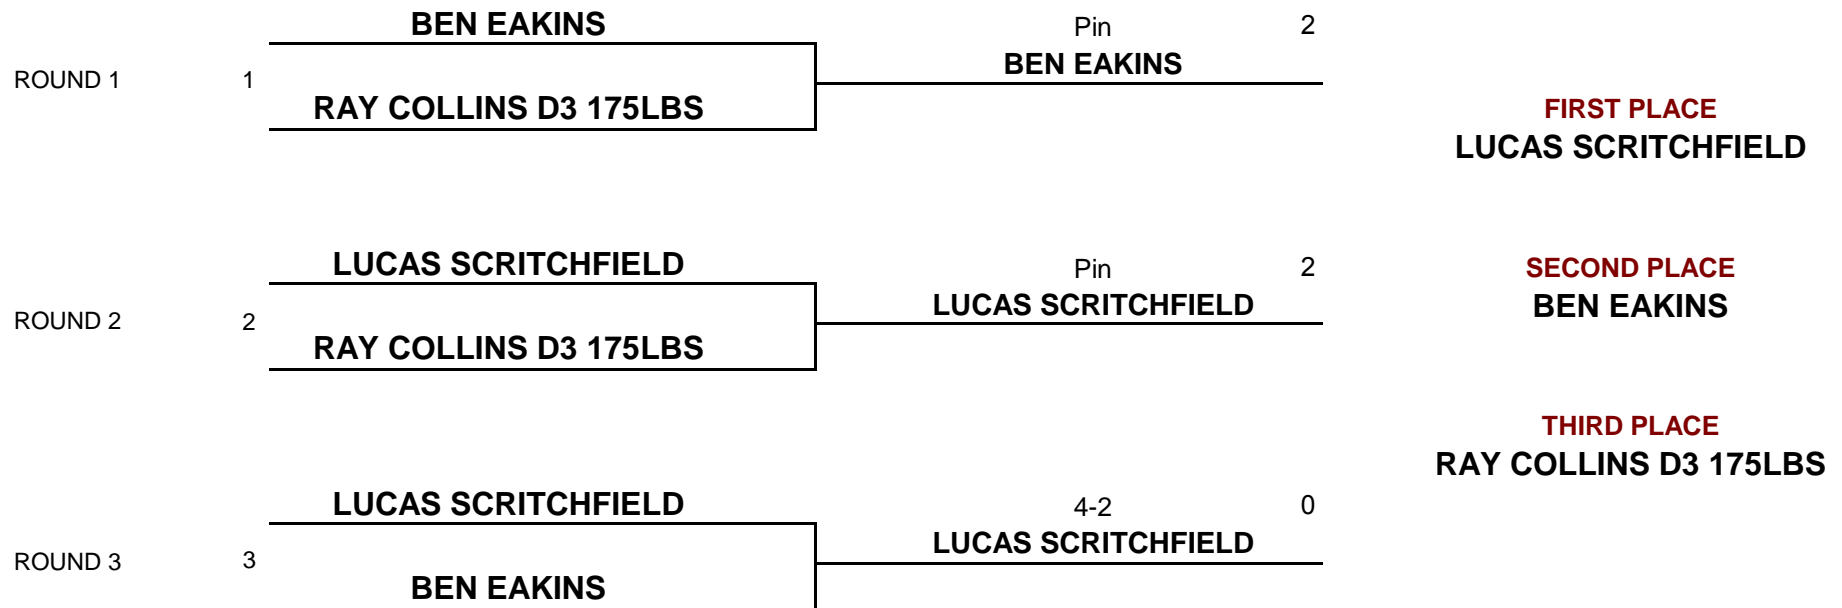 BEN EAKINS
Pin 2
BEN EAKINS
ROUND 1 1
RAY COLLINS D3 175LBS
FIRST PLACE
LUCAS SCRITCHFIELD
LUCAS SCRITCHFIELD
Pin 2
SECOND PLACE
LUCAS SCRITCHFIELD
BEN EAKINS
ROUND 2 2
RAY COLLINS D3 175LBS
THIRD PLACE
RAY COLLINS D3 175LBS
LUCAS SCRITCHFIELD
4-2 0
LUCAS SCRITCHFIELD
ROUND 3 3
BEN EAKINS